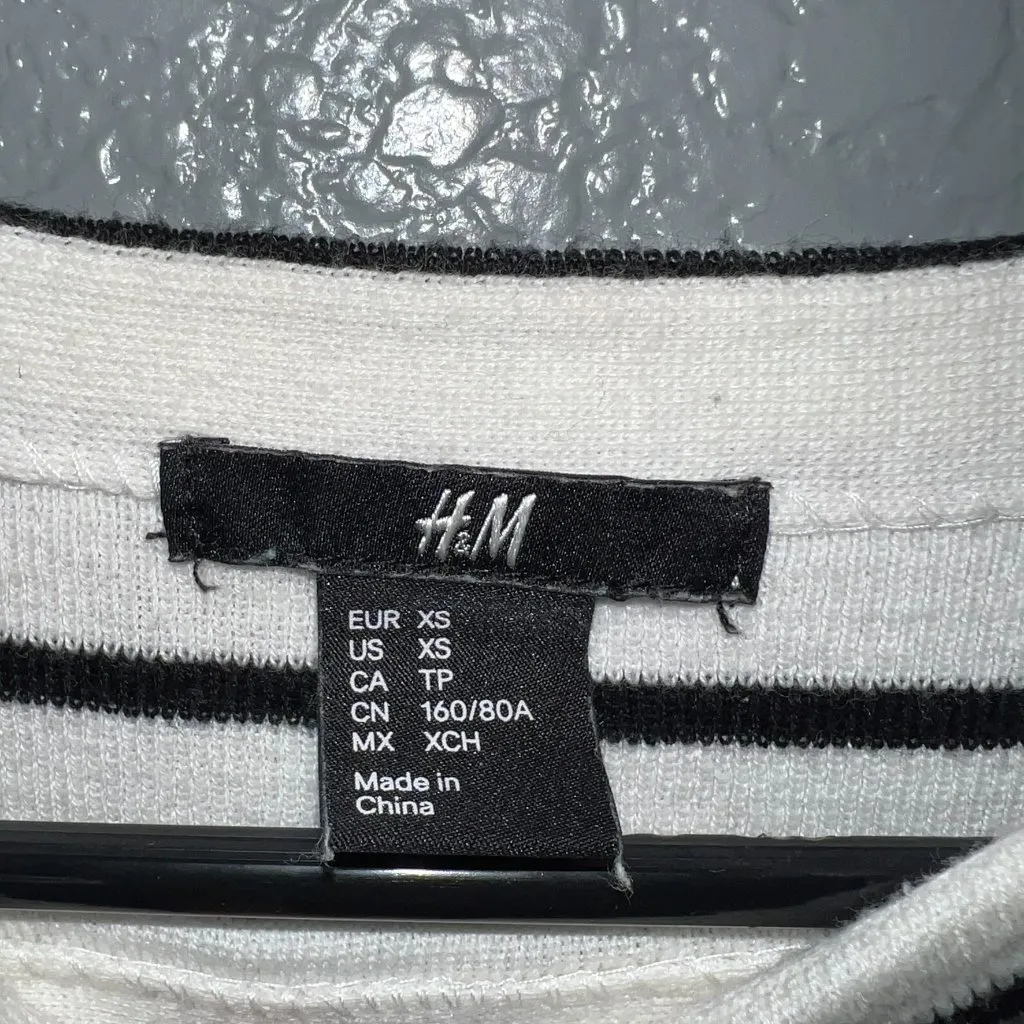 H&M
EUR XS
US XS
CA TP
CN 160/80A
MX XCH
Made in
China